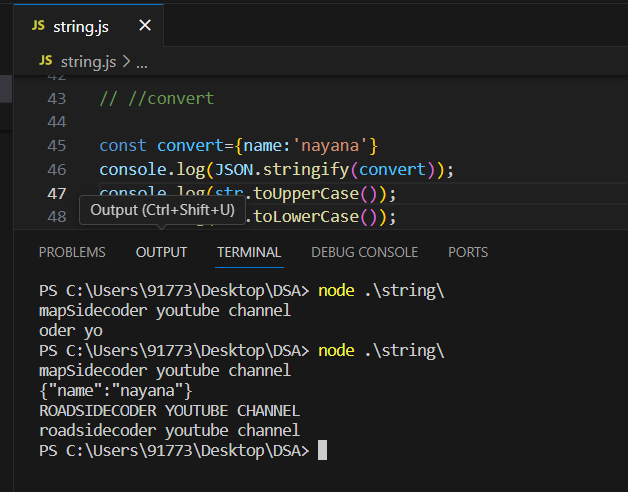 JS string.js ×
JS string.js > ...
42
43 // //convert
44
45 const convert={name:'nayana'}
46 console.log(JSON.stringify(convert));
47 console.log(str.toUpperCase());
48 .toLowerCase());
Output (Ctrl+Shift+U)
PROBLEMS OUTPUT TERMINAL DEBUG CONSOLE PORTS
PS C:\Users\91773\Desktop\DSA> node .\string\
mapSidecoder youtube channel
oder yo
PS C:\Users\91773\Desktop\DSA> node .\string\
mapSidecoder youtube channel
{"name":"nayana"}
ROADSIDECODER YOUTUBE CHANNEL
roadsidecoder youtube channel
PS C:\Users\91773\Desktop\DSA>